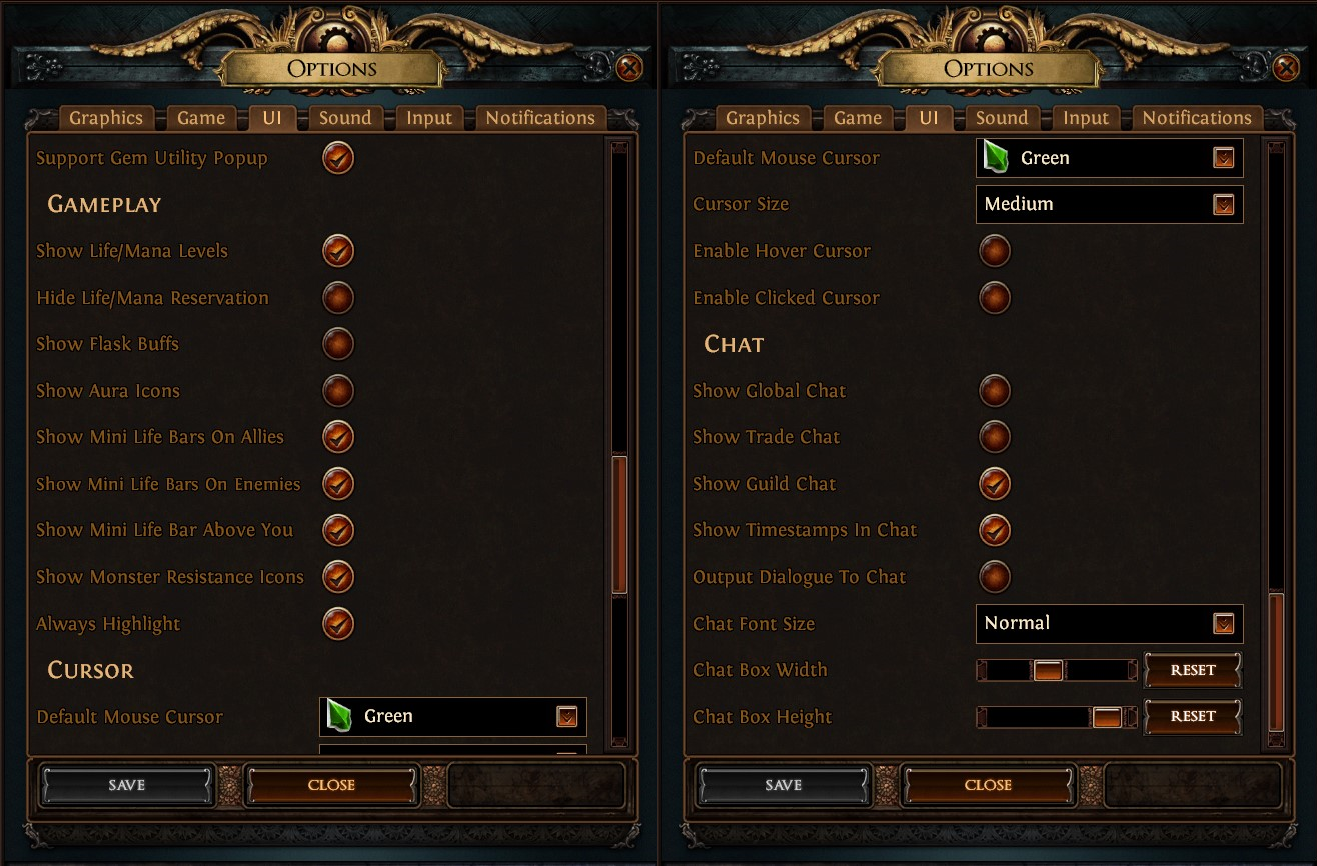 Options
Graphics Game UI Sound Input Notifications
Support Gem Utility Popup
Gameplay
Show Life/Mana Levels
Hide Life/Mana Reservation
Show Flask Buffs
Show Aura Icons
Show Mini Life Bars On Allies
Show Mini Life Bars On Enemies
Show Mini Life Bar Above You
Show Monster Resistance Icons
Always Highlight
Cursor
Default Mouse Cursor Green
SAVE CLOSE
Options
Graphics Game UI Sound Input Notifications
Default Mouse Cursor Green
Cursor Size Medium
Enable Hover Cursor
Enable Clicked Cursor
Chat
Show Global Chat
Show Trade Chat
Show Guild Chat
Show Timestamps In Chat
Output Dialogue To Chat
Chat Font Size Normal
Chat Box Width RESET
Chat Box Height RESET
SAVE CLOSE